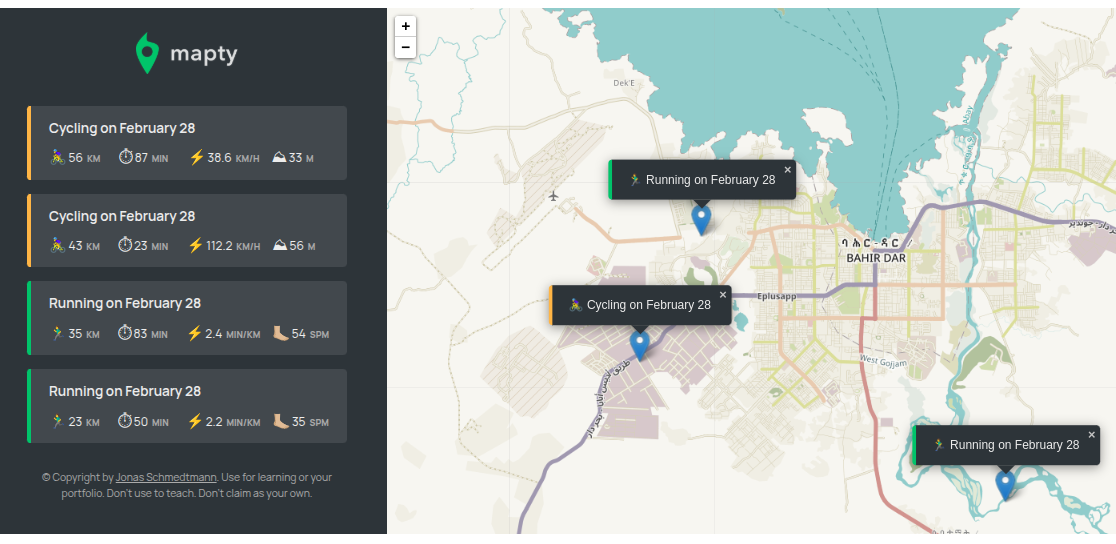 mapty
Cycling on February 28
56 KM 87 MIN 38.6 KM/H 33 M
Cycling on February 28
43 KM 23 MIN 112.2 KM/H 56 M
Running on February 28
35 KM 83 MIN 2.4 MIN/KM 54 SPM
Running on February 28
23 KM 50 MIN 2.2 MIN/KM 35 SPM
© Copyright by Jonas Schmedtmann. Use for learning or your
portfolio. Don't use to teach. Don't claim as your own.
+
−
Dek'E
Running on February 28 ×
ባሕር-ዳር
BAHIR DAR
Cycling on February 28 ×
Eplusapp
West Gojjam
Running on February 28 ×